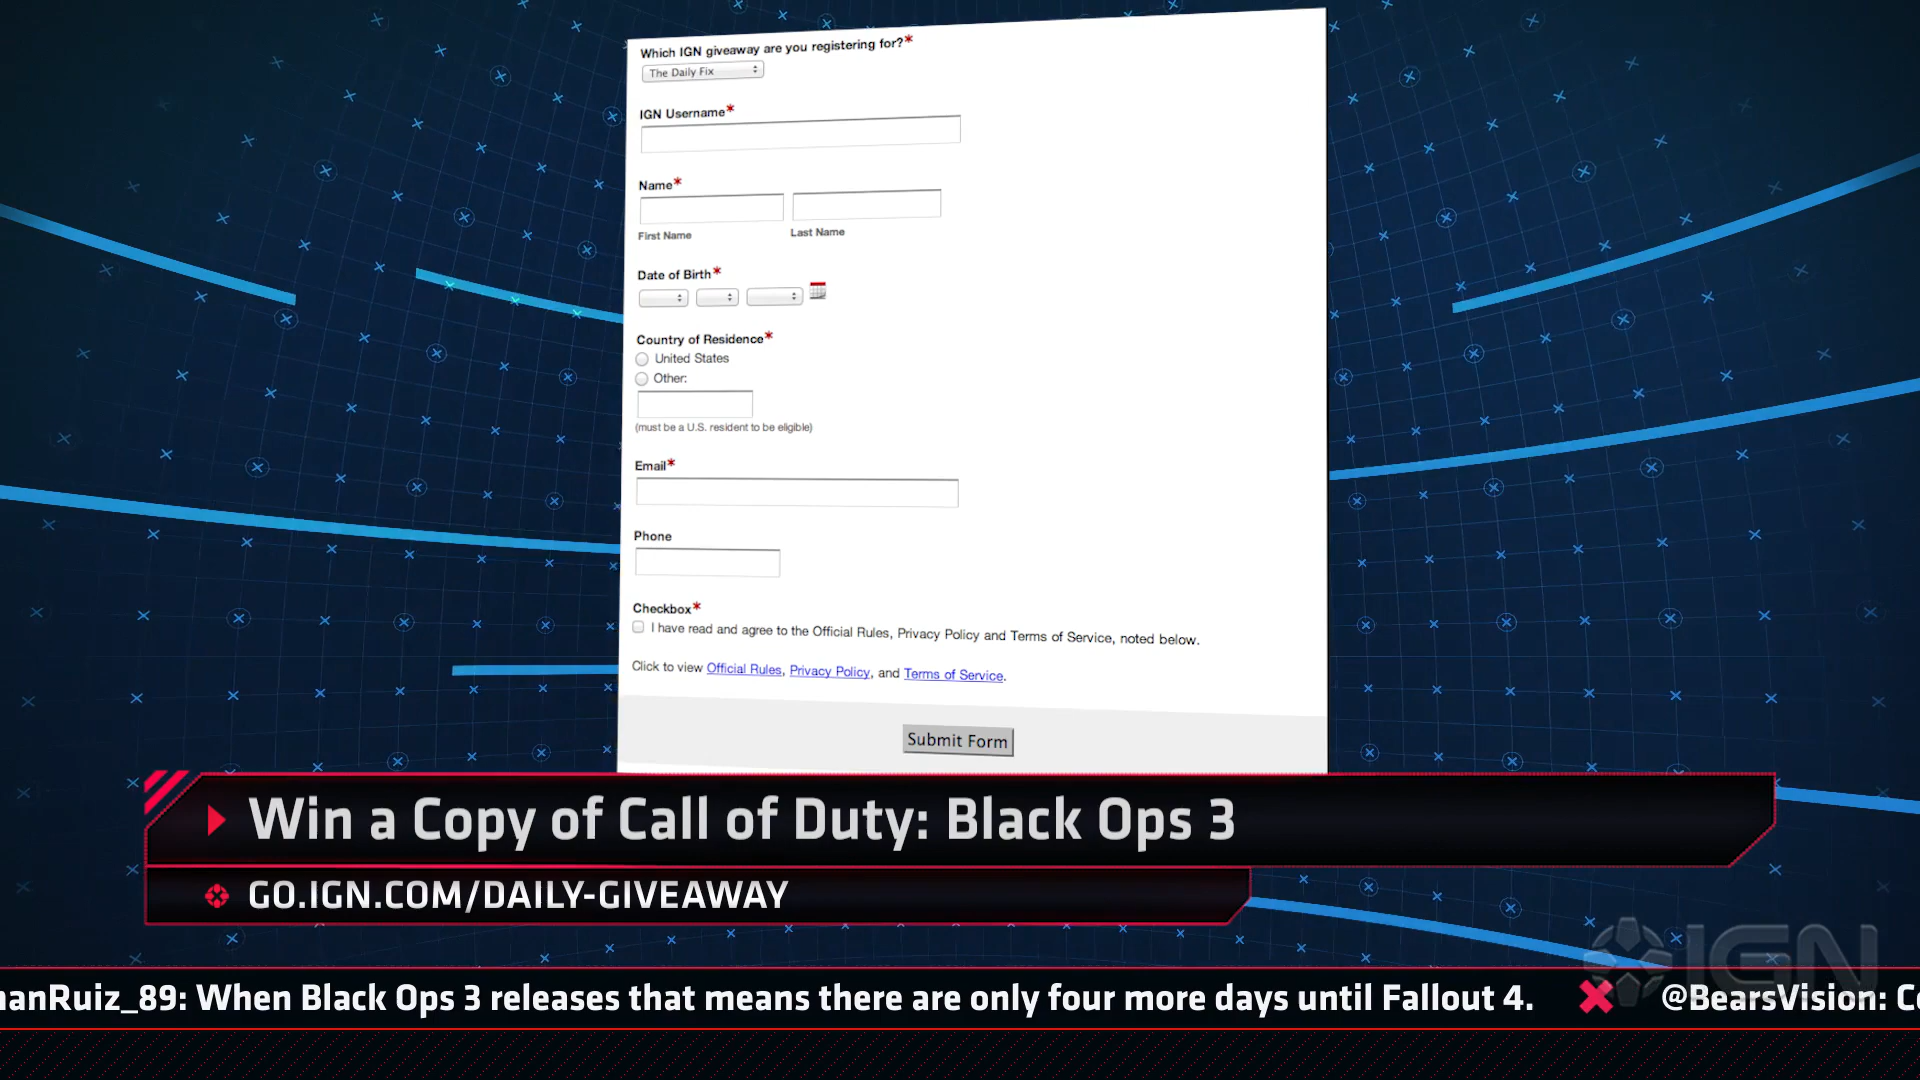 Which IGN giveaway are you registering for?*
The Daily Fix
IGN Username*
Name*
First Name
Last Name
Date of Birth*
Country of Residence*
United States
Other:
(must be a U.S. resident to be eligible)
Email*
Phone
Checkbox*
I have read and agree to the Official Rules, Privacy Policy and Terms of Service, noted below.
Click to view Official Rules, Privacy Policy, and Terms of Service.
Submit Form
Win a Copy of Call of Duty: Black Ops 3
GO.IGN.COM/DAILY-GIVEAWAY
IGN
anRuiz_89: When Black Ops 3 releases that means there are only four more days until Fallout 4. @BearsVision: